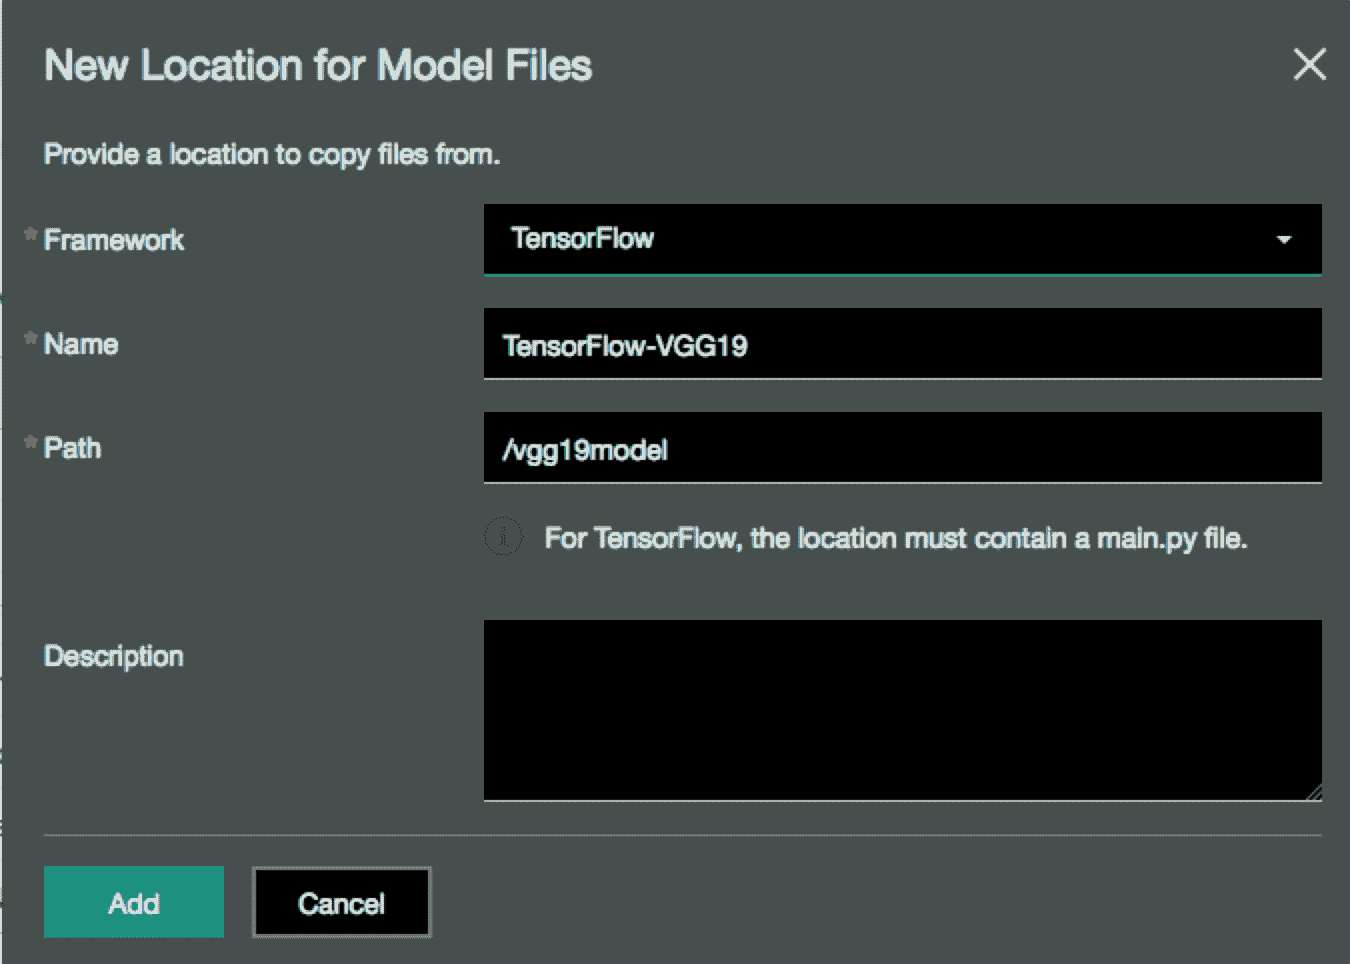 New Location for Model Files
Provide a location to copy files from.
* Framework
TensorFlow
* Name
TensorFlow-VGG19
* Path
/vgg19model
For TensorFlow, the location must contain a main.py file.
Description
Add
Cancel